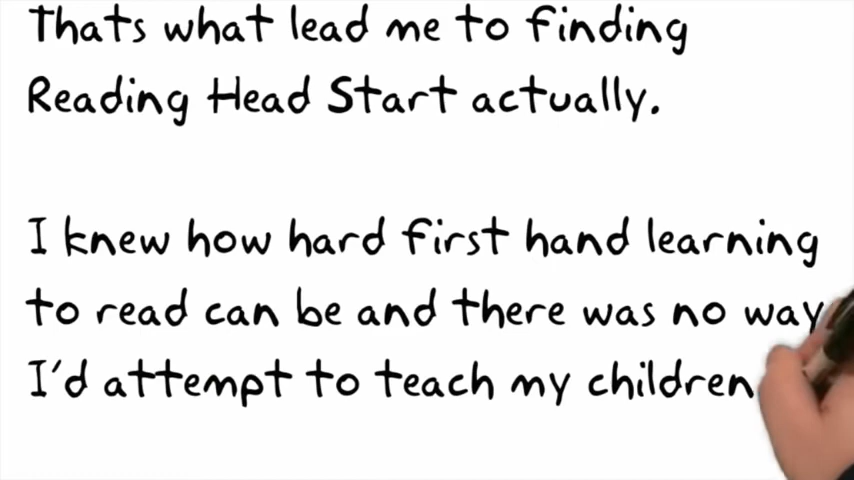 Thats what lead me to finding
Reading Head Start actually.
I knew how hard first hand learning
to read can be and there was no way
I'd attempt to teach my children